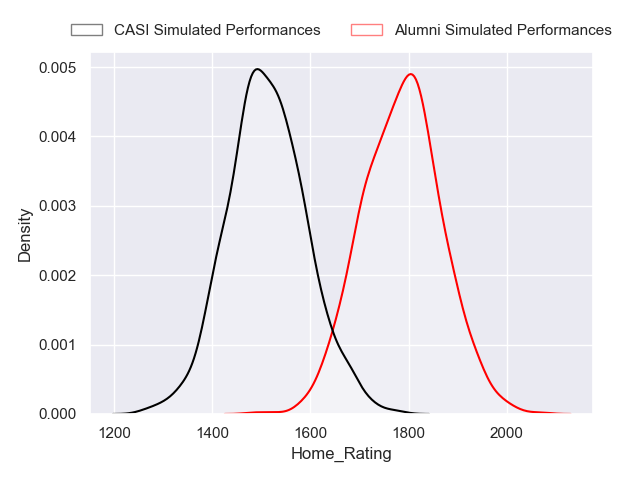 CASI Simulated Performances Alumni Simulated Performances
0.005
0.004
0.003
0.002
0.001
0.000
Density
1200 1400 1600 1800 2000
Home_Rating